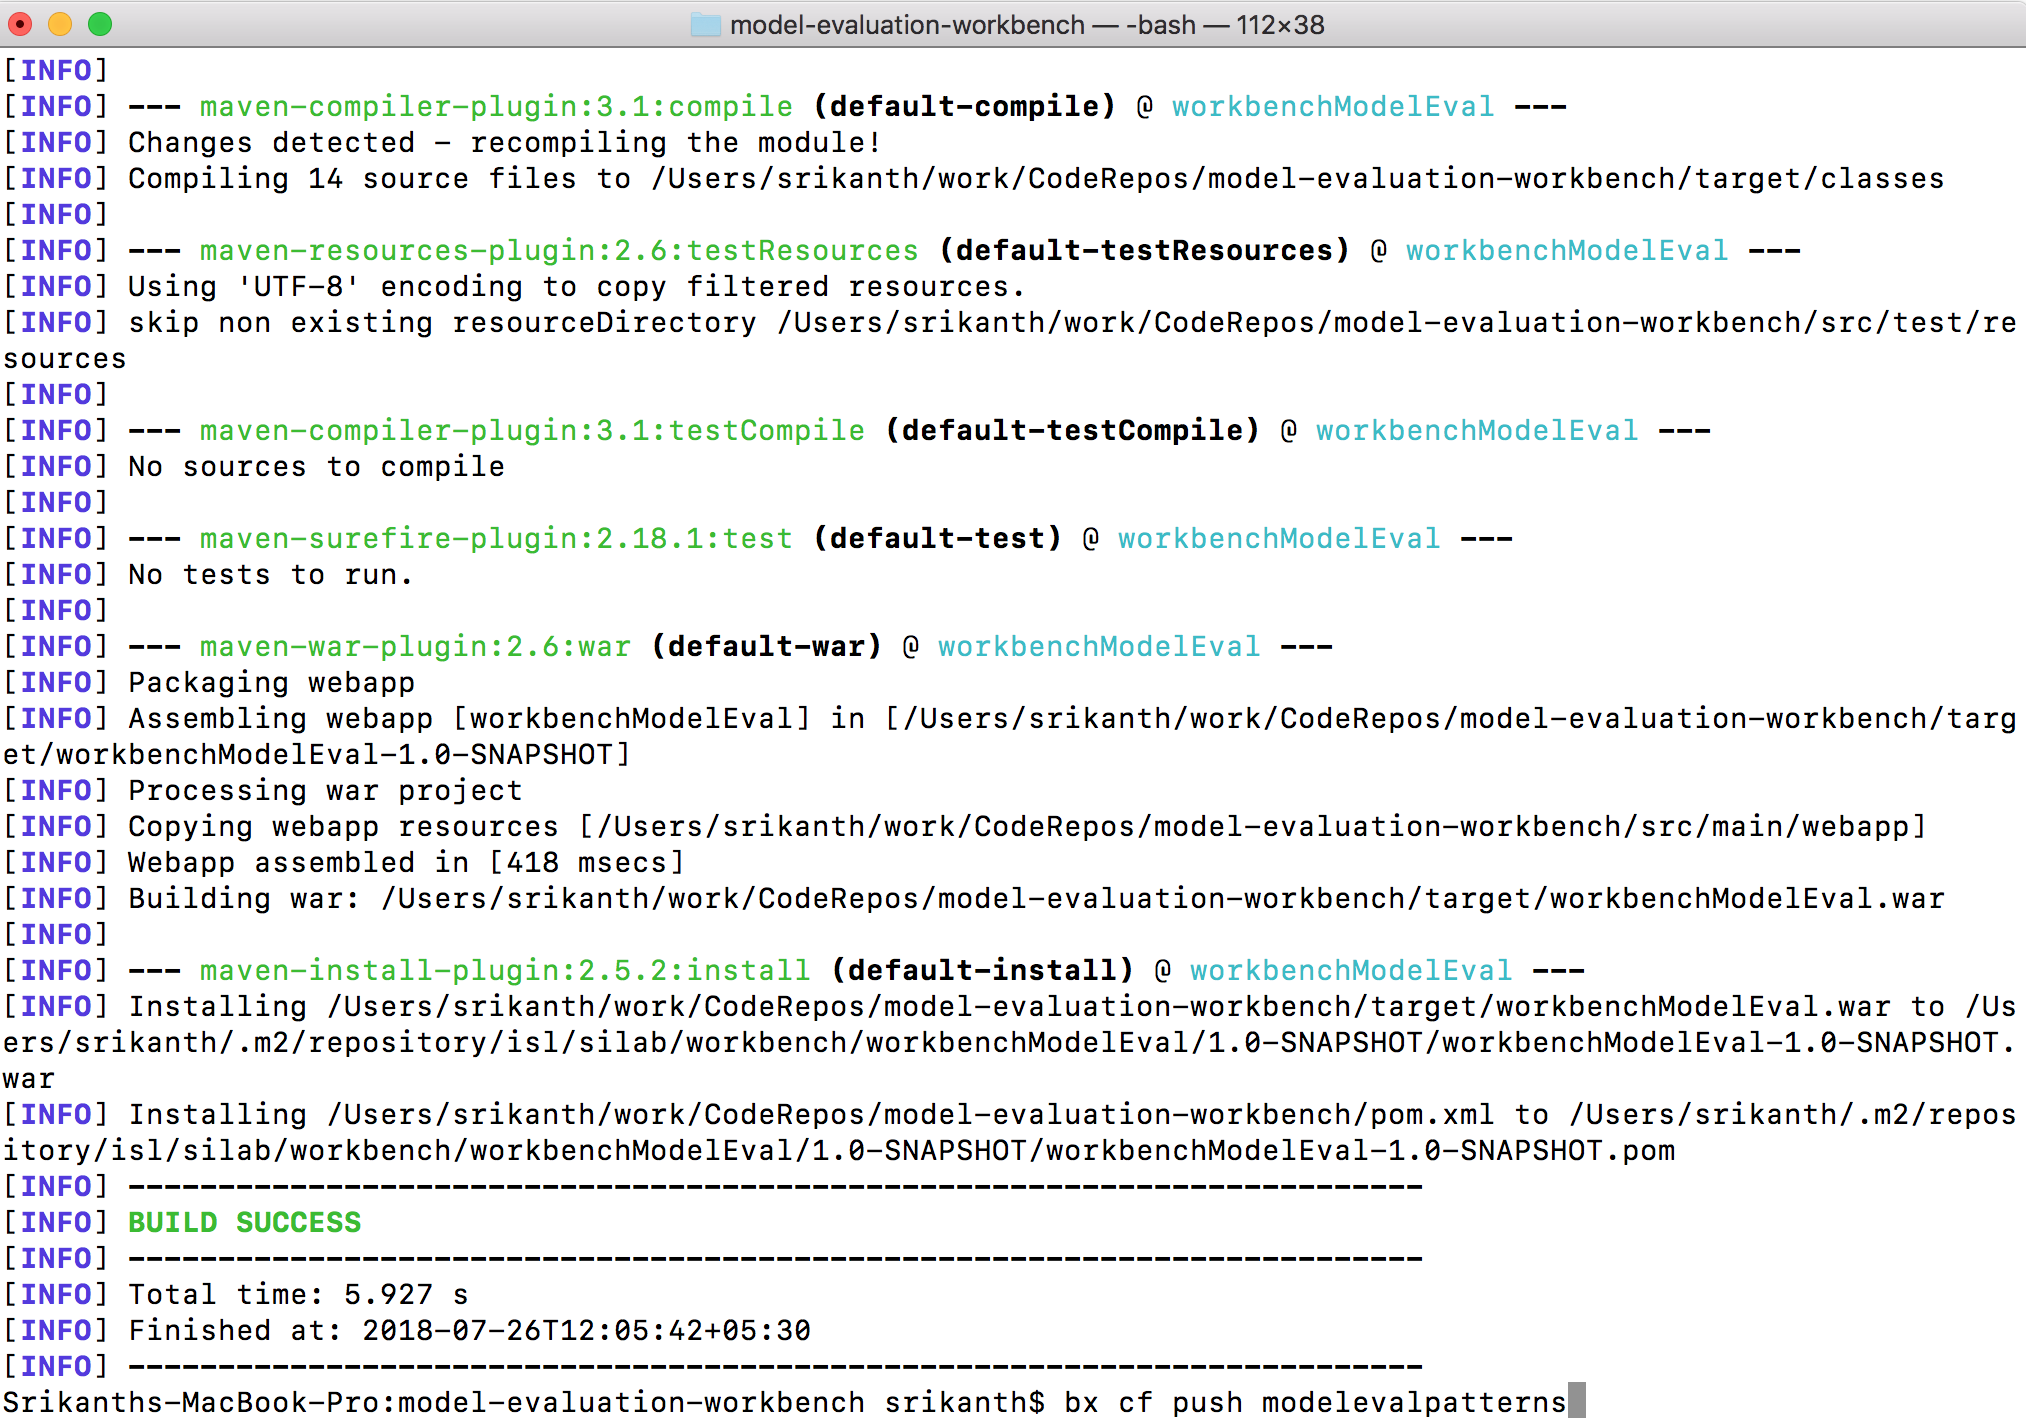 model-evaluation-workbench — -bash — 112×38
[INFO]
[INFO] --- maven-compiler-plugin:3.1:compile (default-compile) @ workbenchModelEval ---
[INFO] Changes detected - recompiling the module!
[INFO] Compiling 14 source files to /Users/srikanth/work/CodeRepos/model-evaluation-workbench/target/classes
[INFO]
[INFO] --- maven-resources-plugin:2.6:testResources (default-testResources) @ workbenchModelEval ---
[INFO] Using 'UTF-8' encoding to copy filtered resources.
[INFO] skip non existing resourceDirectory /Users/srikanth/work/CodeRepos/model-evaluation-workbench/src/test/re
sources
[INFO]
[INFO] --- maven-compiler-plugin:3.1:testCompile (default-testCompile) @ workbenchModelEval ---
[INFO] No sources to compile
[INFO]
[INFO] --- maven-surefire-plugin:2.18.1:test (default-test) @ workbenchModelEval ---
[INFO] No tests to run.
[INFO]
[INFO] --- maven-war-plugin:2.6:war (default-war) @ workbenchModelEval ---
[INFO] Packaging webapp
[INFO] Assembling webapp [workbenchModelEval] in [/Users/srikanth/work/CodeRepos/model-evaluation-workbench/targ
et/workbenchModelEval-1.0-SNAPSHOT]
[INFO] Processing war project
[INFO] Copying webapp resources [/Users/srikanth/work/CodeRepos/model-evaluation-workbench/src/main/webapp]
[INFO] Webapp assembled in [418 msecs]
[INFO] Building war: /Users/srikanth/work/CodeRepos/model-evaluation-workbench/target/workbenchModelEval.war
[INFO]
[INFO] --- maven-install-plugin:2.5.2:install (default-install) @ workbenchModelEval ---
[INFO] Installing /Users/srikanth/work/CodeRepos/model-evaluation-workbench/target/workbenchModelEval.war to /Us
ers/srikanth/.m2/repository/isl/silab/workbench/workbenchModelEval/1.0-SNAPSHOT/workbenchModelEval-1.0-SNAPSHOT.
war
[INFO] Installing /Users/srikanth/work/CodeRepos/model-evaluation-workbench/pom.xml to /Users/srikanth/.m2/repos
itory/isl/silab/workbench/workbenchModelEval/1.0-SNAPSHOT/workbenchModelEval-1.0-SNAPSHOT.pom
[INFO] ------------------------------------------------------------------------
[INFO] BUILD SUCCESS
[INFO] ------------------------------------------------------------------------
[INFO] Total time: 5.927 s
[INFO] Finished at: 2018-07-26T12:05:42+05:30
[INFO] ------------------------------------------------------------------------
Srikanths-MacBook-Pro:model-evaluation-workbench srikanth$ bx cf push modelevalpatterns